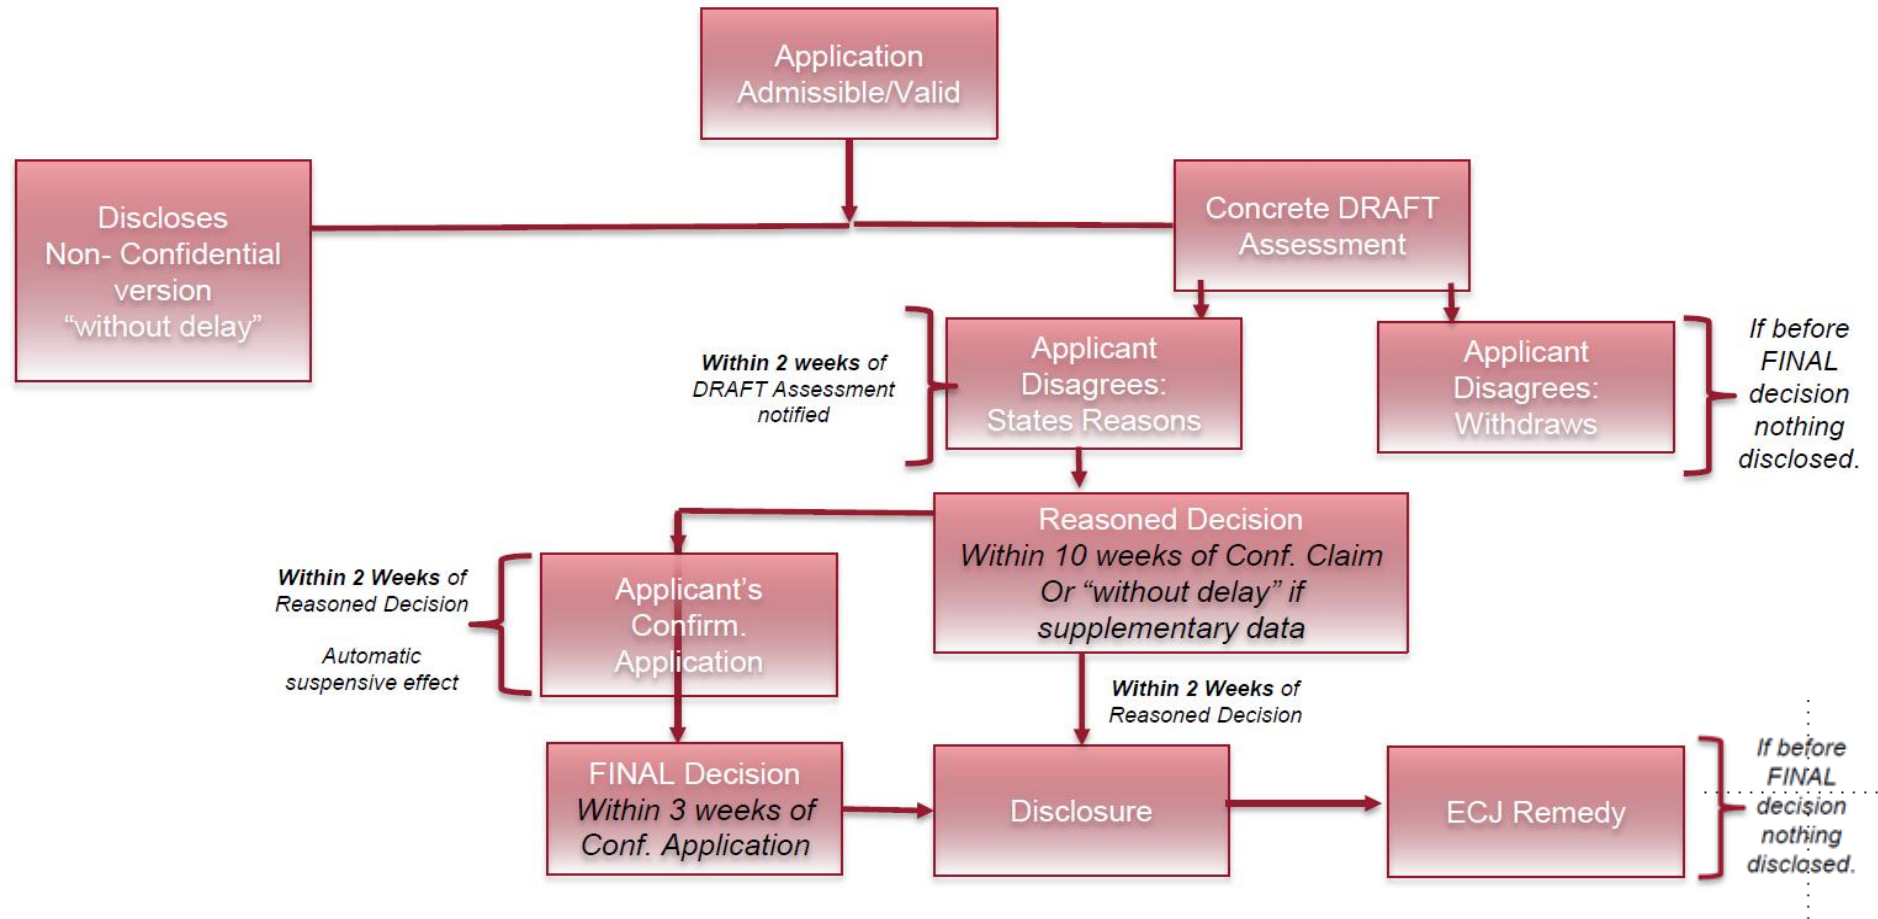 Application
Admissible/Valid
Discloses
Non- Confidential
version
“without delay”
Concrete DRAFT
Assessment
Within 2 weeks of
DRAFT Assessment
notified
Applicant
Disagrees:
States Reasons
Applicant
Disagrees:
Withdraws
If before
FINAL
decision
nothing
disclosed.
Reasoned Decision
Within 10 weeks of Conf. Claim
Or “without delay” if
supplementary data
Within 2 Weeks of
Reasoned Decision
Automatic
suspensive effect
Applicant’s
Confirm.
Application
Within 2 Weeks of
Reasoned Decision
FINAL Decision
Within 3 weeks of
Conf. Application
Disclosure
ECJ Remedy
If before
FINAL
decision
nothing
disclosed.